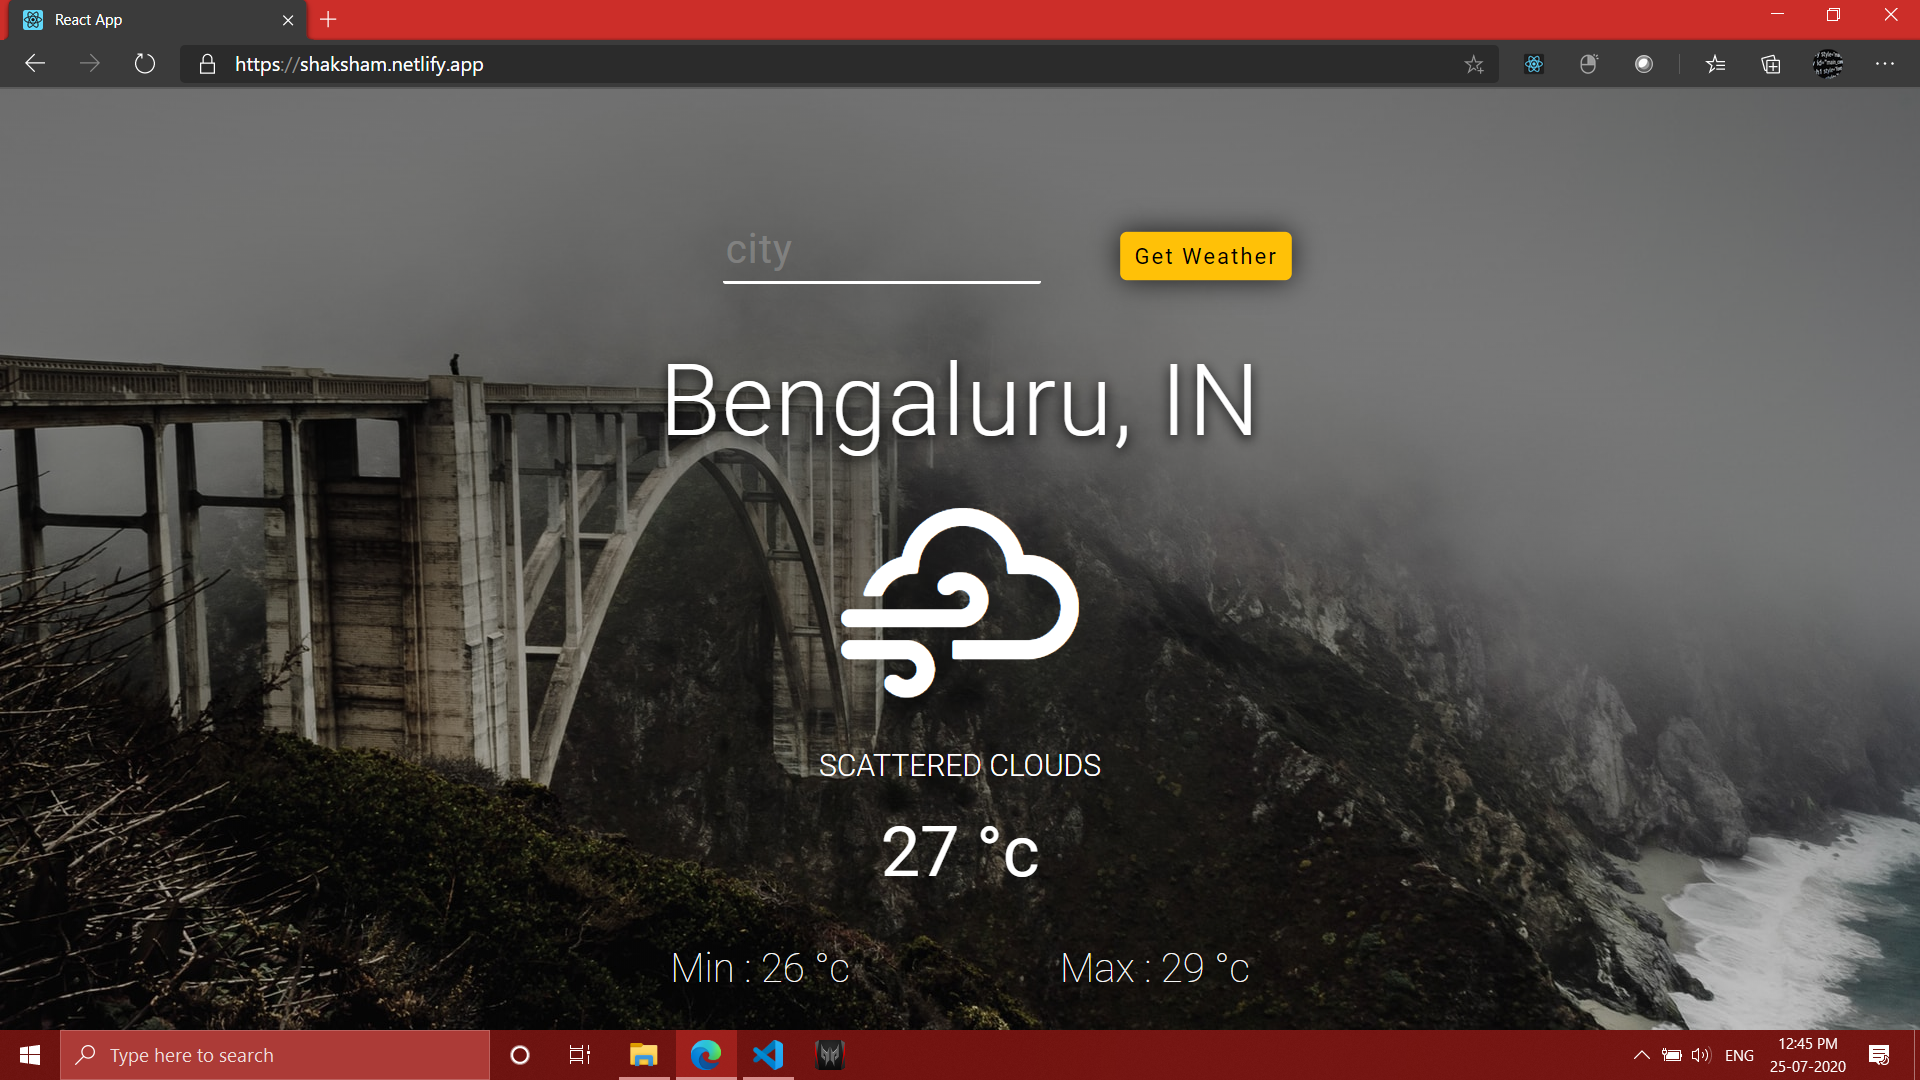 React App
https://shaksham.netlify.app
city
Get Weather
Bengaluru, IN
SCATTERED CLOUDS
27 °c
Min : 26 °c
Max : 29 °c
Type here to search
ENG
12:45 PM
25-07-2020